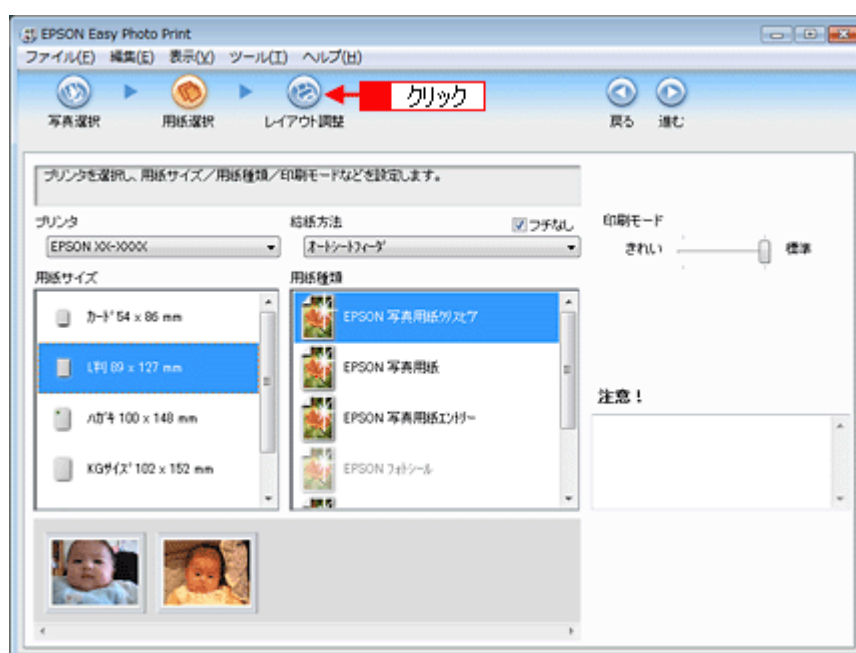 EPSON Easy Photo Print
ファイル(F) 編集(E) 表示(V) ツール(T) ヘルプ(H)
クリック
写真選択 用紙選択 レイアウト調整 戻る 進む
プリンタを選択し、用紙サイズ/用紙種類/印刷モードなどを設定します。
プリンタ 給紙方法 フチなし 印刷モード
EPSON XX-XXXX オートシートフィーダ きれい 標準
用紙サイズ 用紙種類
カード 54 x 86 mm EPSON 写真用紙クリスピア
L判 89 x 127 mm EPSON 写真用紙
注意!
ハガキ 100 x 148 mm EPSON 写真用紙エントリー
KGサイズ 102 x 152 mm EPSON フォトシール